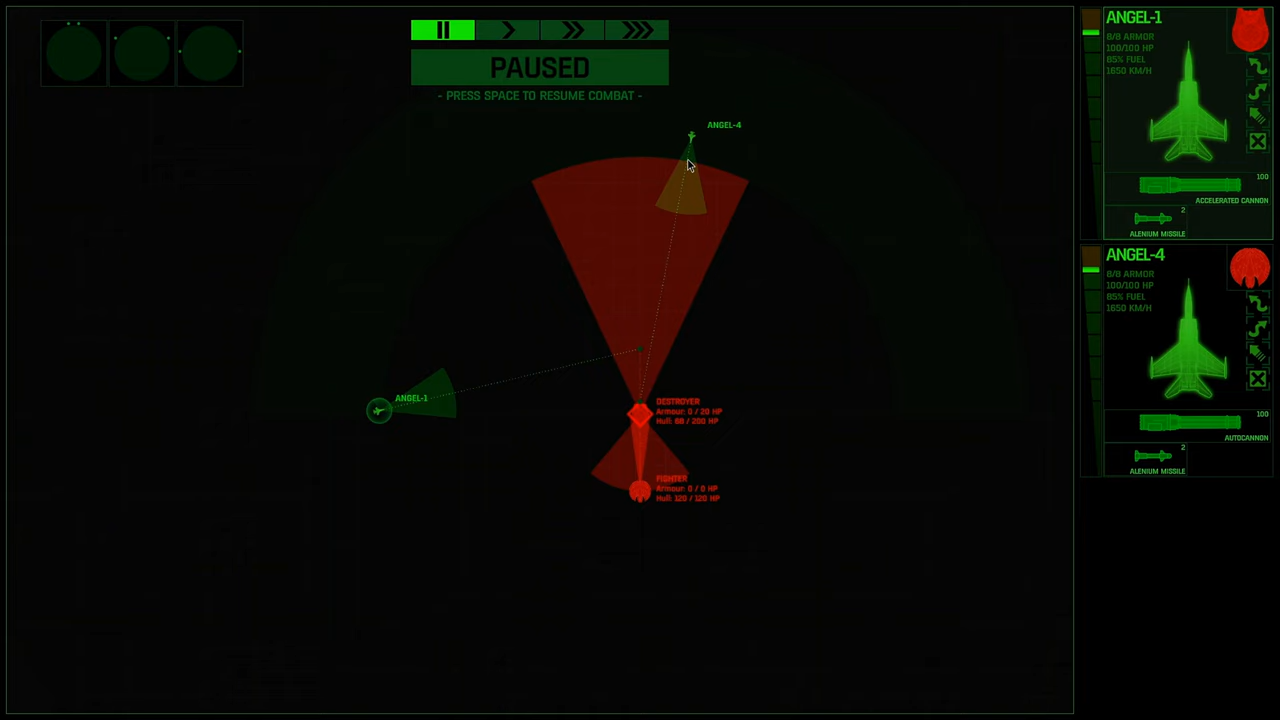 PAUSED
- PRESS SPACE TO RESUME COMBAT -
ANGEL-4
ANGEL-1
DESTROYER
Armour: 0 / 20 HP
Hull: 68 / 200 HP
FIGHTER
Armour: 0 / 0 HP
Hull: 120 / 120 HP
ANGEL-1
8/8 ARMOR
100/100 HP
85% FUEL
1650 KM/H
100
ACCELERATED CANNON
2
ALENIUM MISSILE
ANGEL-4
8/8 ARMOR
100/100 HP
85% FUEL
1650 KM/H
100
AUTOCANNON
2
ALENIUM MISSILE